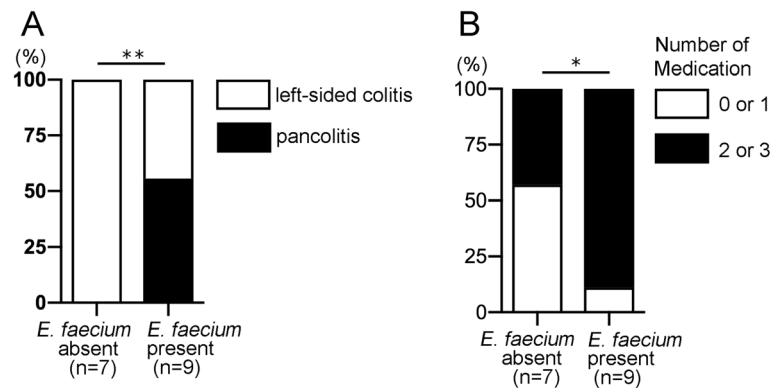 A
(%)
**
100
75
50
25
0
E. faecium
absent
(n=7)
E. faecium
present
(n=9)
left-sided colitis
pancolitis
B
(%)
*
100
75
50
25
0
E. faecium
absent
(n=7)
E. faecium
present
(n=9)
Number of
Medication
0 or 1
2 or 3